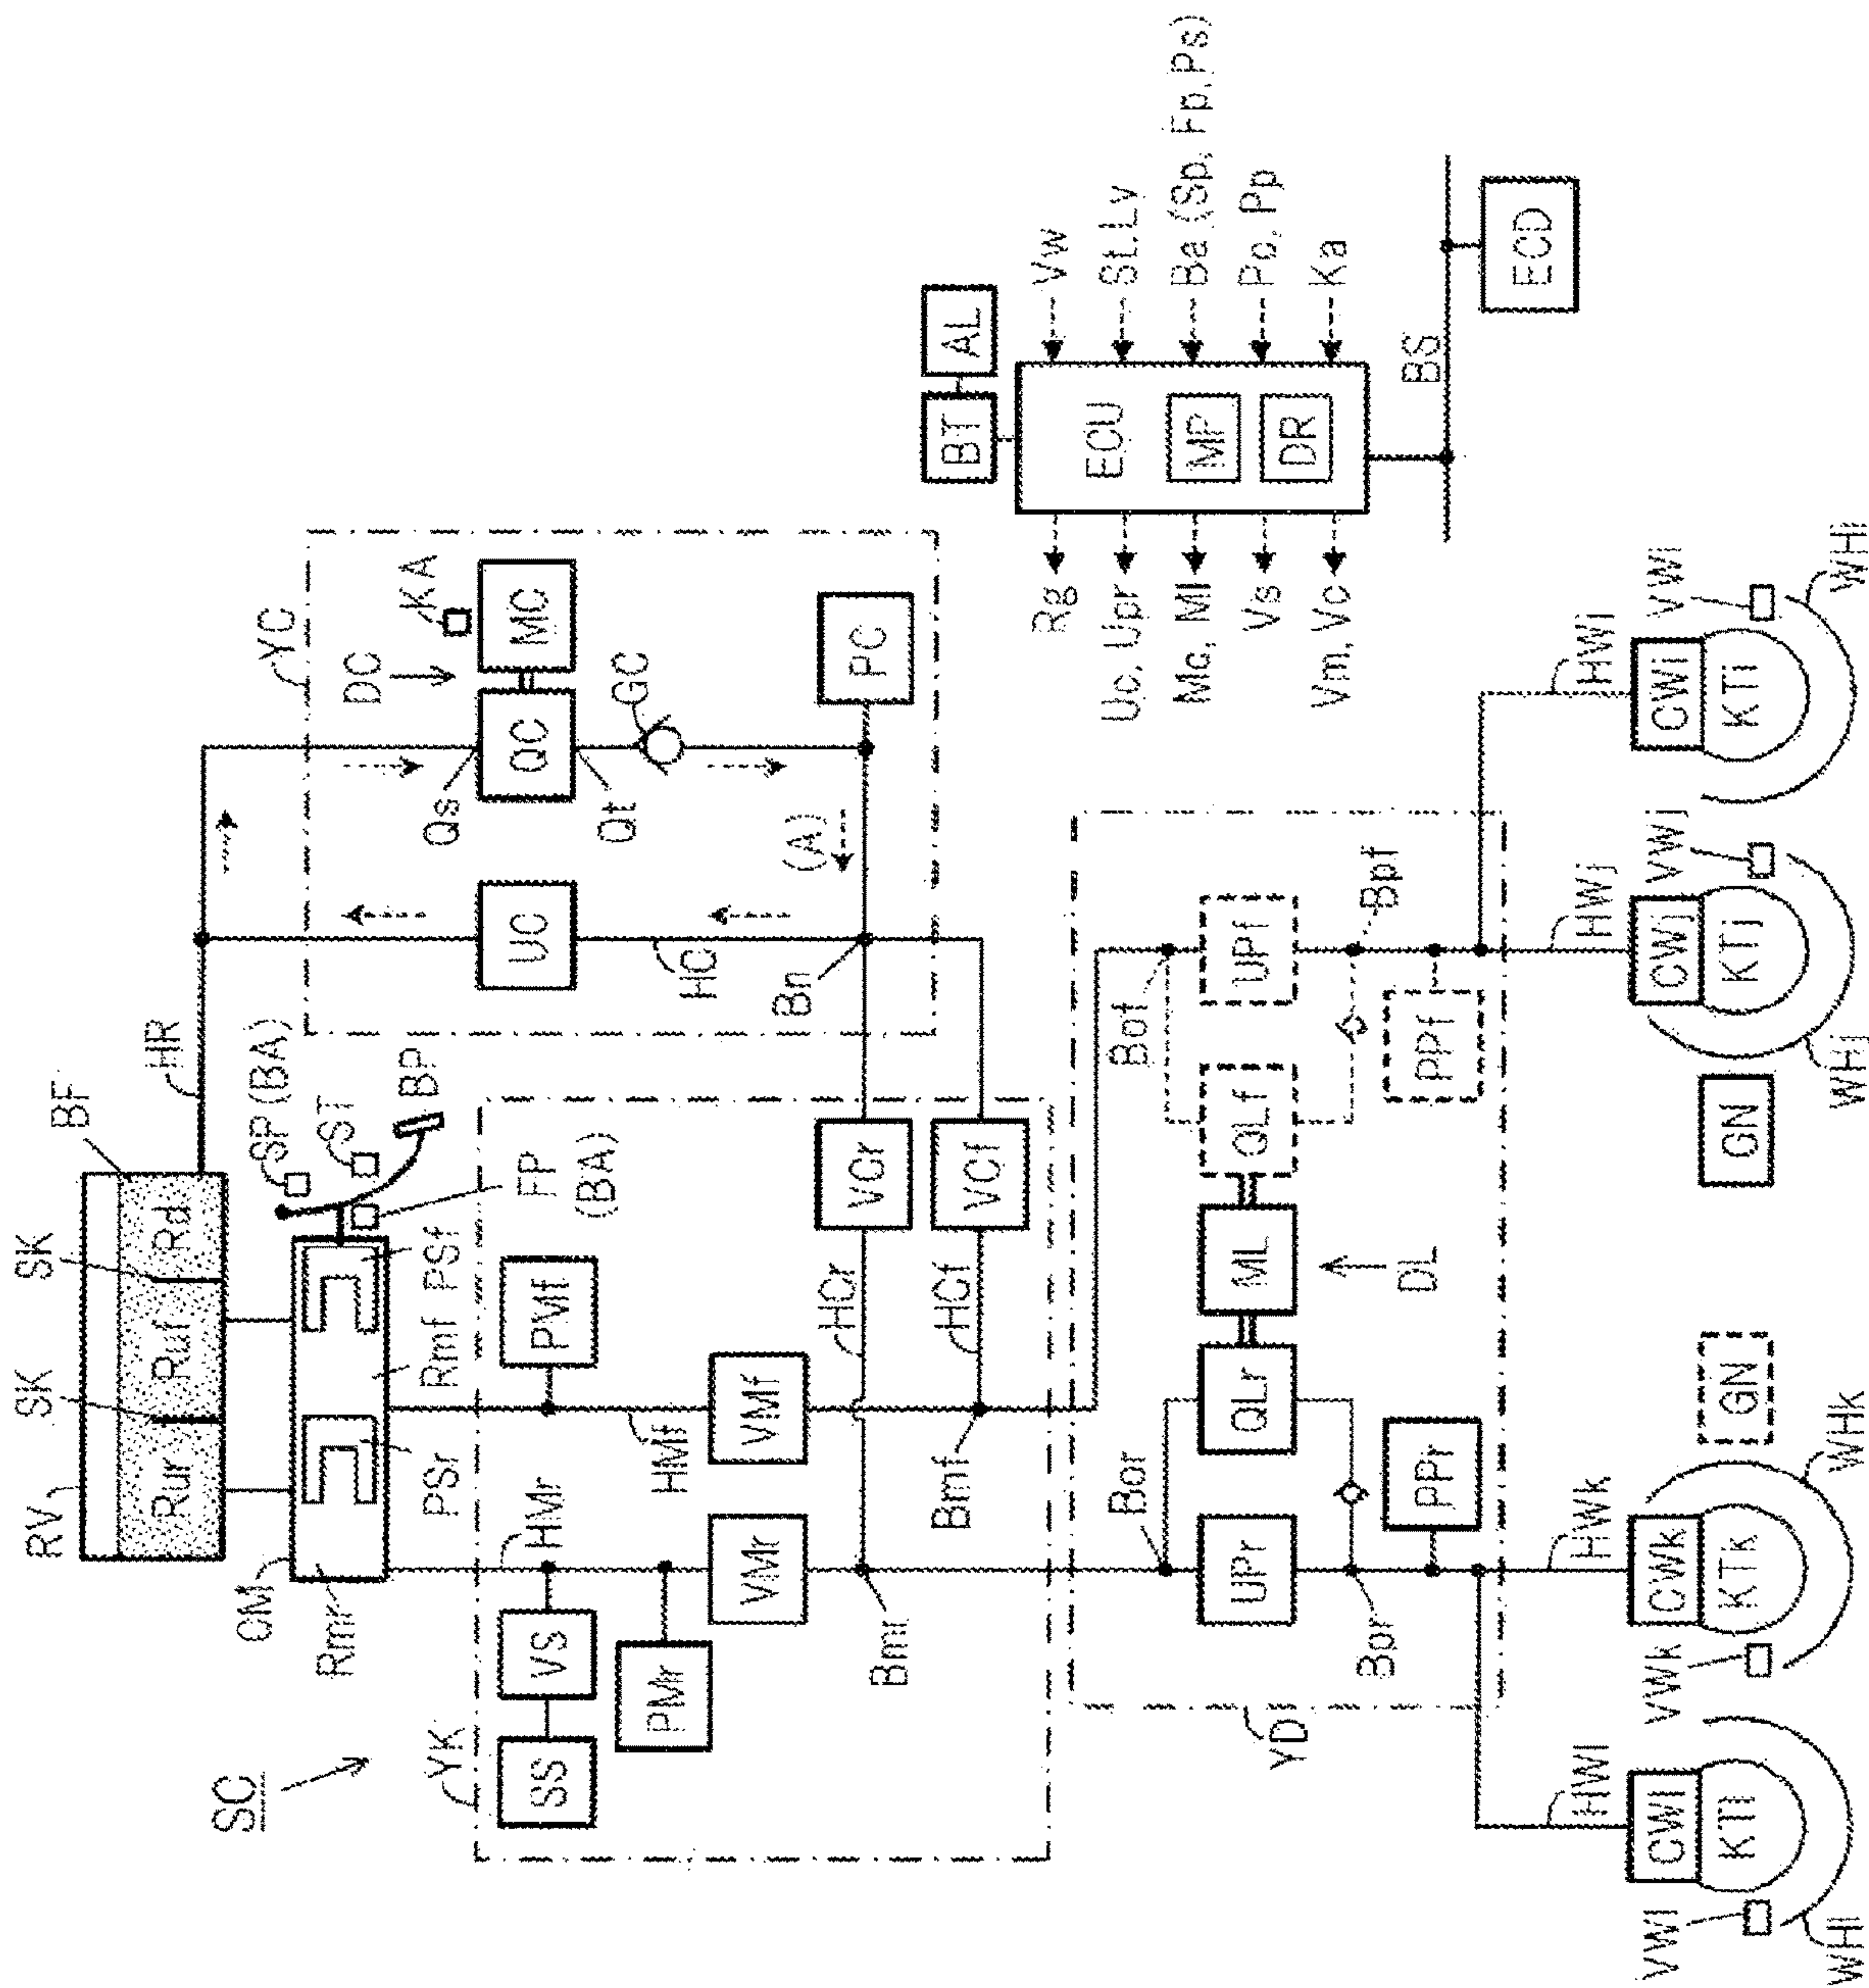 SC
RV
SK
SK
BF
HR
Rur
Ruf
Rd
SP(BA)
ST
BP
CM
Rmr
PSr
Rmf
PSf
FP
(BA)
YK
SS
VS
HMr
PMr
PMf
HMf
VMr
VMf
HCr
HCf
VCr
VCf
Bmr
Bmf
YC
DC
KA
Qs
QC
MC
UC
Qt
GC
HC
(A)
Bn
PC
YD
Bor
Bof
UPr
QLr
ML
QLf
UPf
DL
PPr
PPf
Bpf
HWl
HWk
HWj
HWi
CWl
CWk
CWj
CWi
KTl
KTk
KTj
KTi
VWl
VWk
VWj
VWi
WHl
WHk
WHj
WHi
GN
GN
BT
AL
ECU
MP
DR
Rg
Uc, Upr
Mc, Ml
Vs
Vm, Vc
Vw
St.Ly
Ba (Sp, Fp, Ps)
Pc, Pp
Ka
BS
ECD